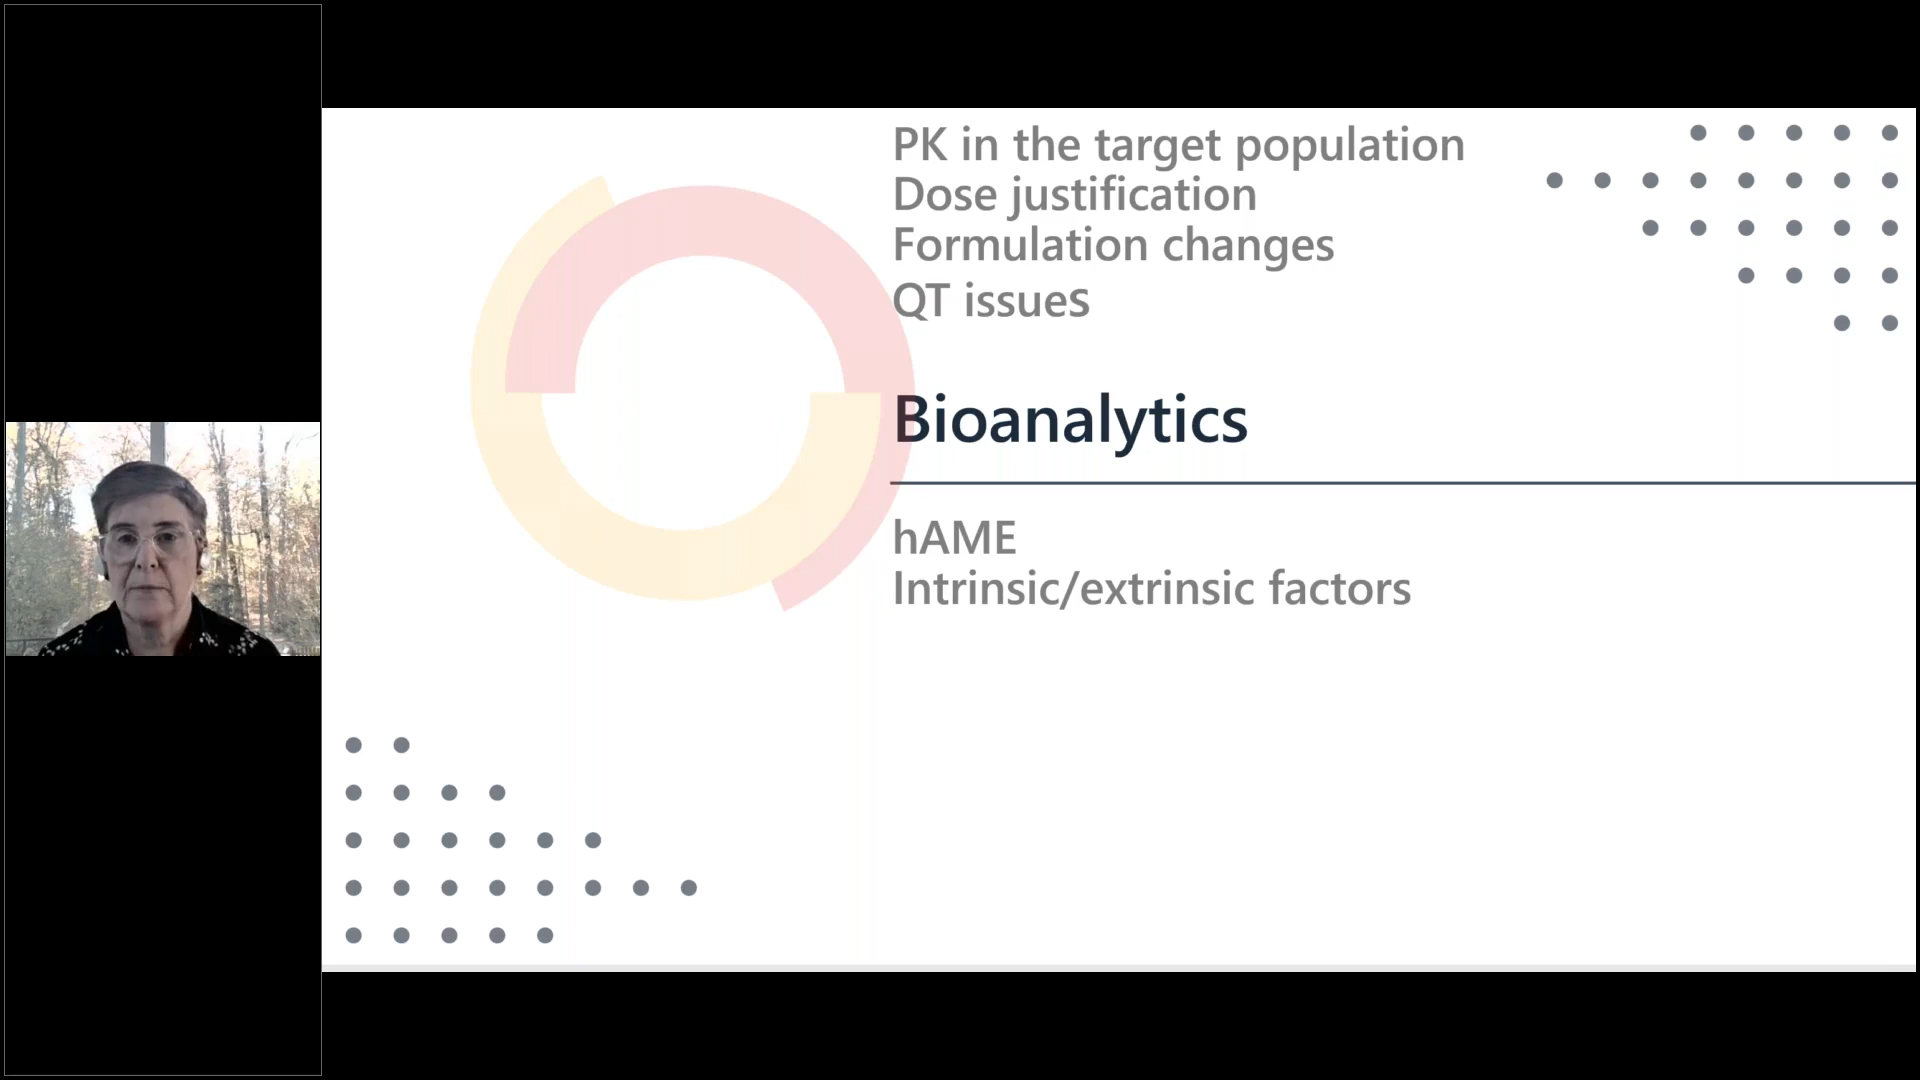 PK in the target population
Dose justification
Formulation changes
QT issues
Bioanalytics
hAME
Intrinsic/extrinsic factors